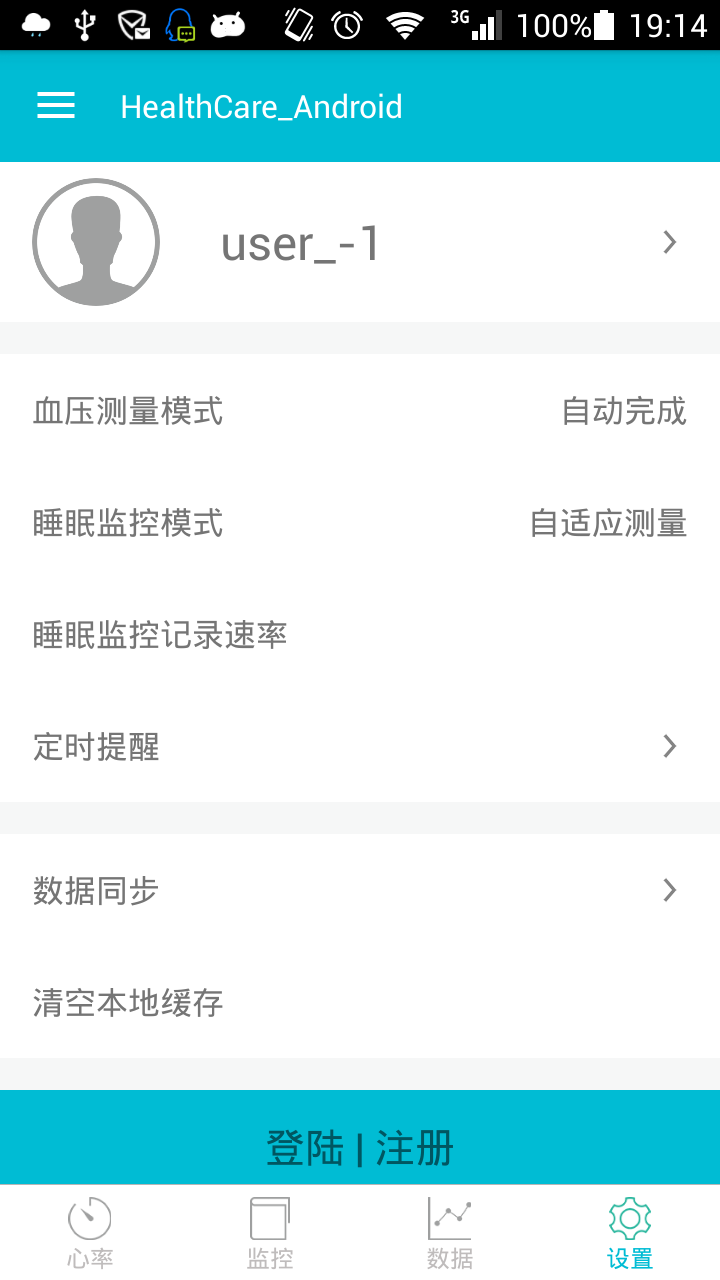 3G 100% 19:14
HealthCare_Android
user_-1
血压测量模式 自动完成
睡眠监控模式 自适应测量
睡眠监控记录速率
定时提醒
数据同步
清空本地缓存
登陆 | 注册
心率 监控 数据 设置